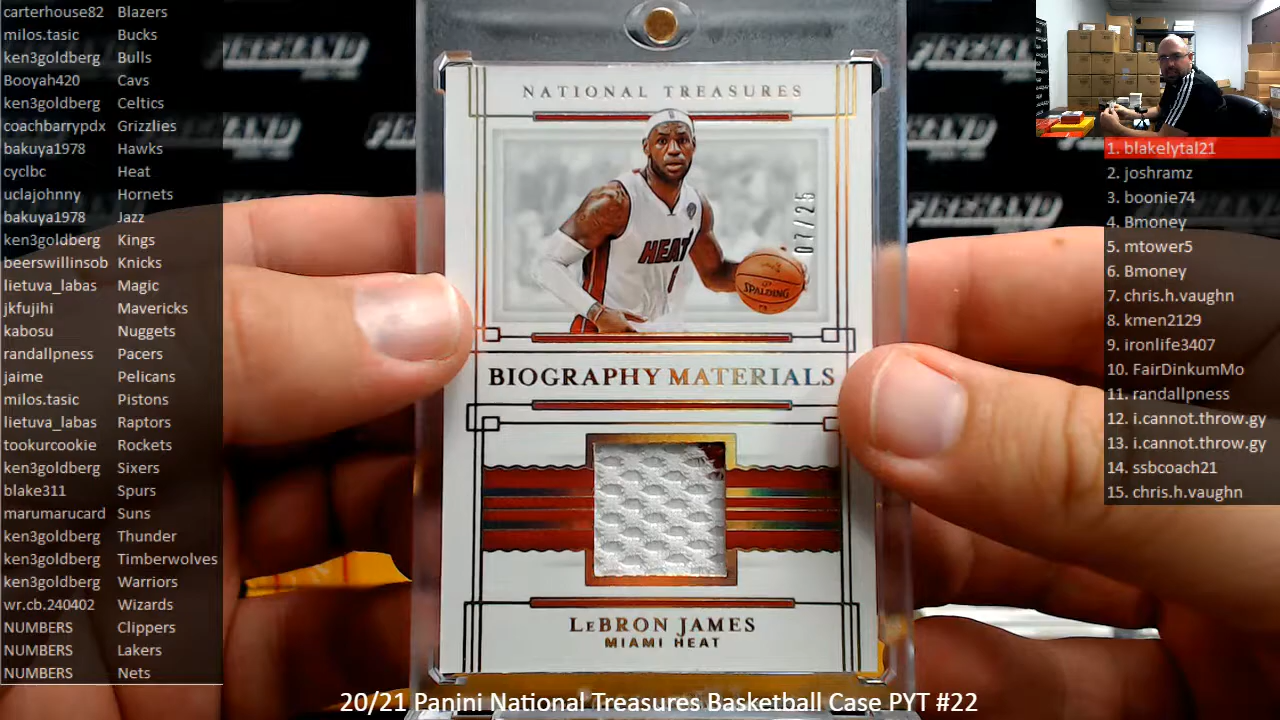 carterhouse82 Blazers
milos.tasic Bucks
ken3goldberg Bulls
Booyah420 Cavs
ken3goldberg Celtics
coachbarrypdx Grizzlies
bakuya1978 Hawks
cyclbc Heat
uclajohnny Hornets
bakuya1978 Jazz
ken3goldberg Kings
beerswillinsob Knicks
lietuva_labas Magic
jkfujihi Mavericks
kabosu Nuggets
randallpness Pacers
jaime Pelicans
milos.tasic Pistons
lietuva_labas Raptors
tookurcookie Rockets
ken3goldberg Sixers
blake311 Spurs
marumarucard Suns
ken3goldberg Thunder
ken3goldberg Timberwolves
ken3goldberg Warriors
wr.cb.240402 Wizards
NUMBERS Clippers
NUMBERS Lakers
NUMBERS Nets
FIREHAND
NATIONAL TREASURES
HEAT
6
SPALDING
07/25
BIOGRAPHY MATERIALS
LEBRON JAMES
MIAMI HEAT
1. blakelytal21
2. joshramz
3. boonie74
4. Bmoney
5. mtower5
6. Bmoney
7. chris.h.vaughn
8. kmen2129
9. ironlife3407
10. FairDinkumMo
11. randallpness
12. i.cannot.throw.gy
13. i.cannot.throw.gy
14. ssbcoach21
15. chris.h.vaughn
20/21 Panini National Treasures Basketball Case PYT #22